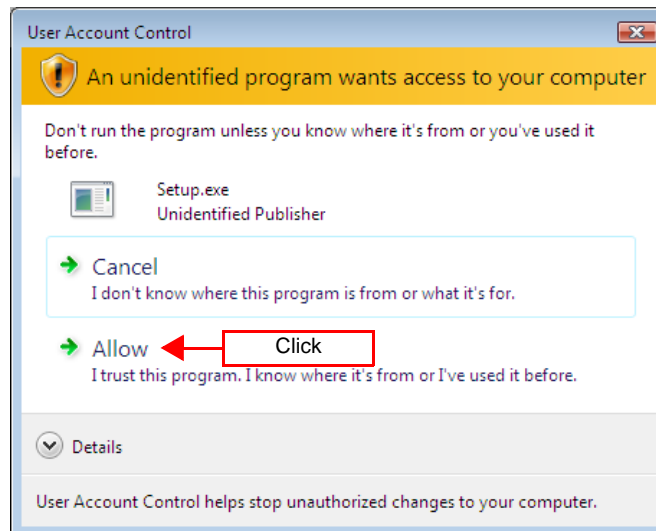 User Account Control
An unidentified program wants access to your computer
Don't run the program unless you know where it's from or you've used it
before.
Setup.exe
Unidentified Publisher
Cancel
I don't know where this program is from or what it's for.
Allow
Click
I trust this program. I know where it's from or I've used it before.
Details
User Account Control helps stop unauthorized changes to your computer.